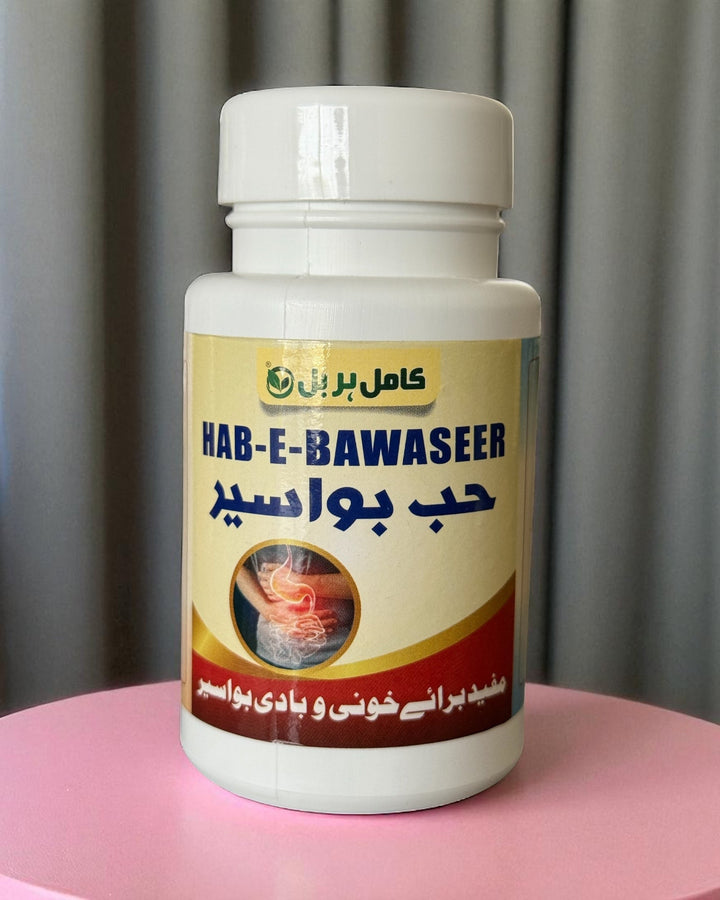 کامل ہربل ®
HAB-E-BAWASEER
حب بواسیر
مفید برائے خونی و بادی بواسیر